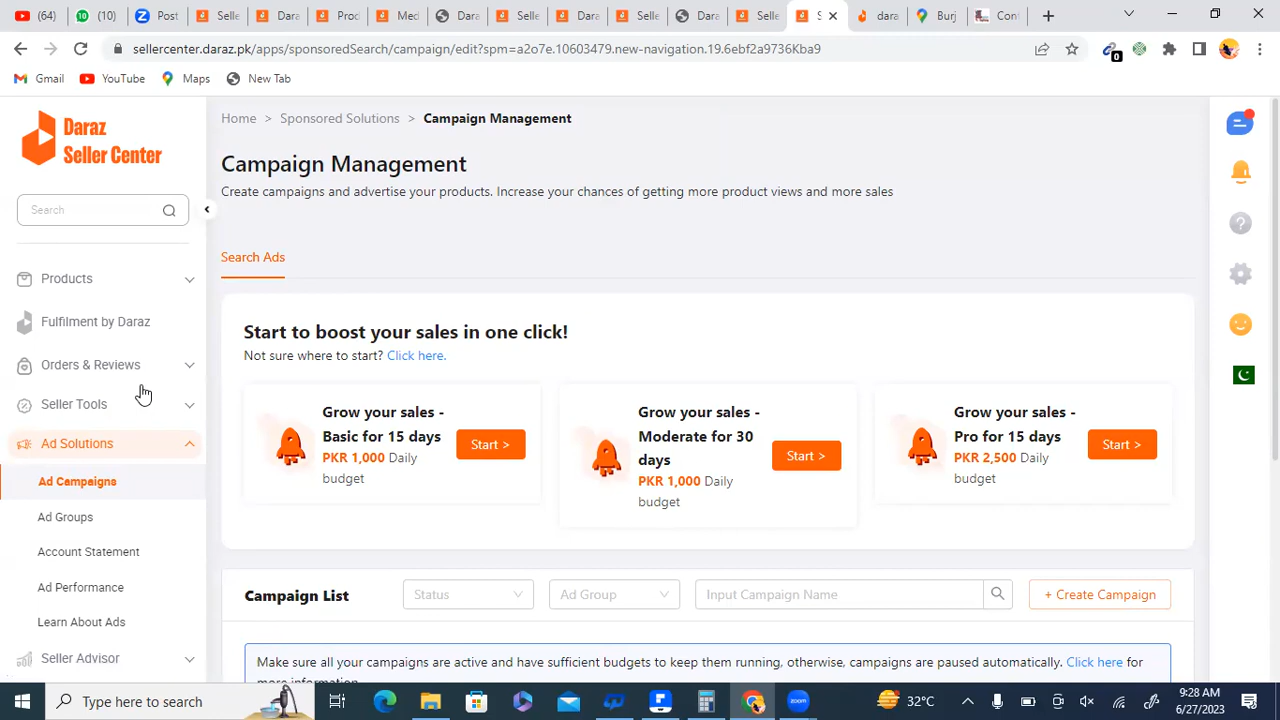 (64)
(10)
Post
Selle
Dara
Prod
Med
Dara
Selle
Dara
Selle
Dara
Selle
S
dara
Burj
Con
sellercenter.daraz.pk/apps/sponsoredSearch/campaign/edit?spm=a2o7e.10603479.new-navigation.19.6ebf2a9736Kba9
0
Gmail
YouTube
Maps
New Tab
Daraz
Seller Center
Search
Products
Fulfilment by Daraz
Orders & Reviews
Seller Tools
Ad Solutions
Ad Campaigns
Ad Groups
Account Statement
Ad Performance
Learn About Ads
Seller Advisor
Home > Sponsored Solutions > Campaign Management
Campaign Management
Create campaigns and advertise your products. Increase your chances of getting more product views and more sales
Search Ads
Start to boost your sales in one click!
Not sure where to start? Click here.
Grow your sales -
Basic for 15 days
PKR 1,000 Daily
budget
Start >
Grow your sales -
Moderate for 30
days
PKR 1,000 Daily
budget
Start >
Grow your sales -
Pro for 15 days
PKR 2,500 Daily
budget
Start >
Campaign List
Status
Ad Group
Input Campaign Name
+ Create Campaign
Make sure all your campaigns are active and have sufficient budgets to keep them running, otherwise, campaigns are paused automatically. Click here for
more information.
Type here to search
32°C
9:28 AM
6/27/2023